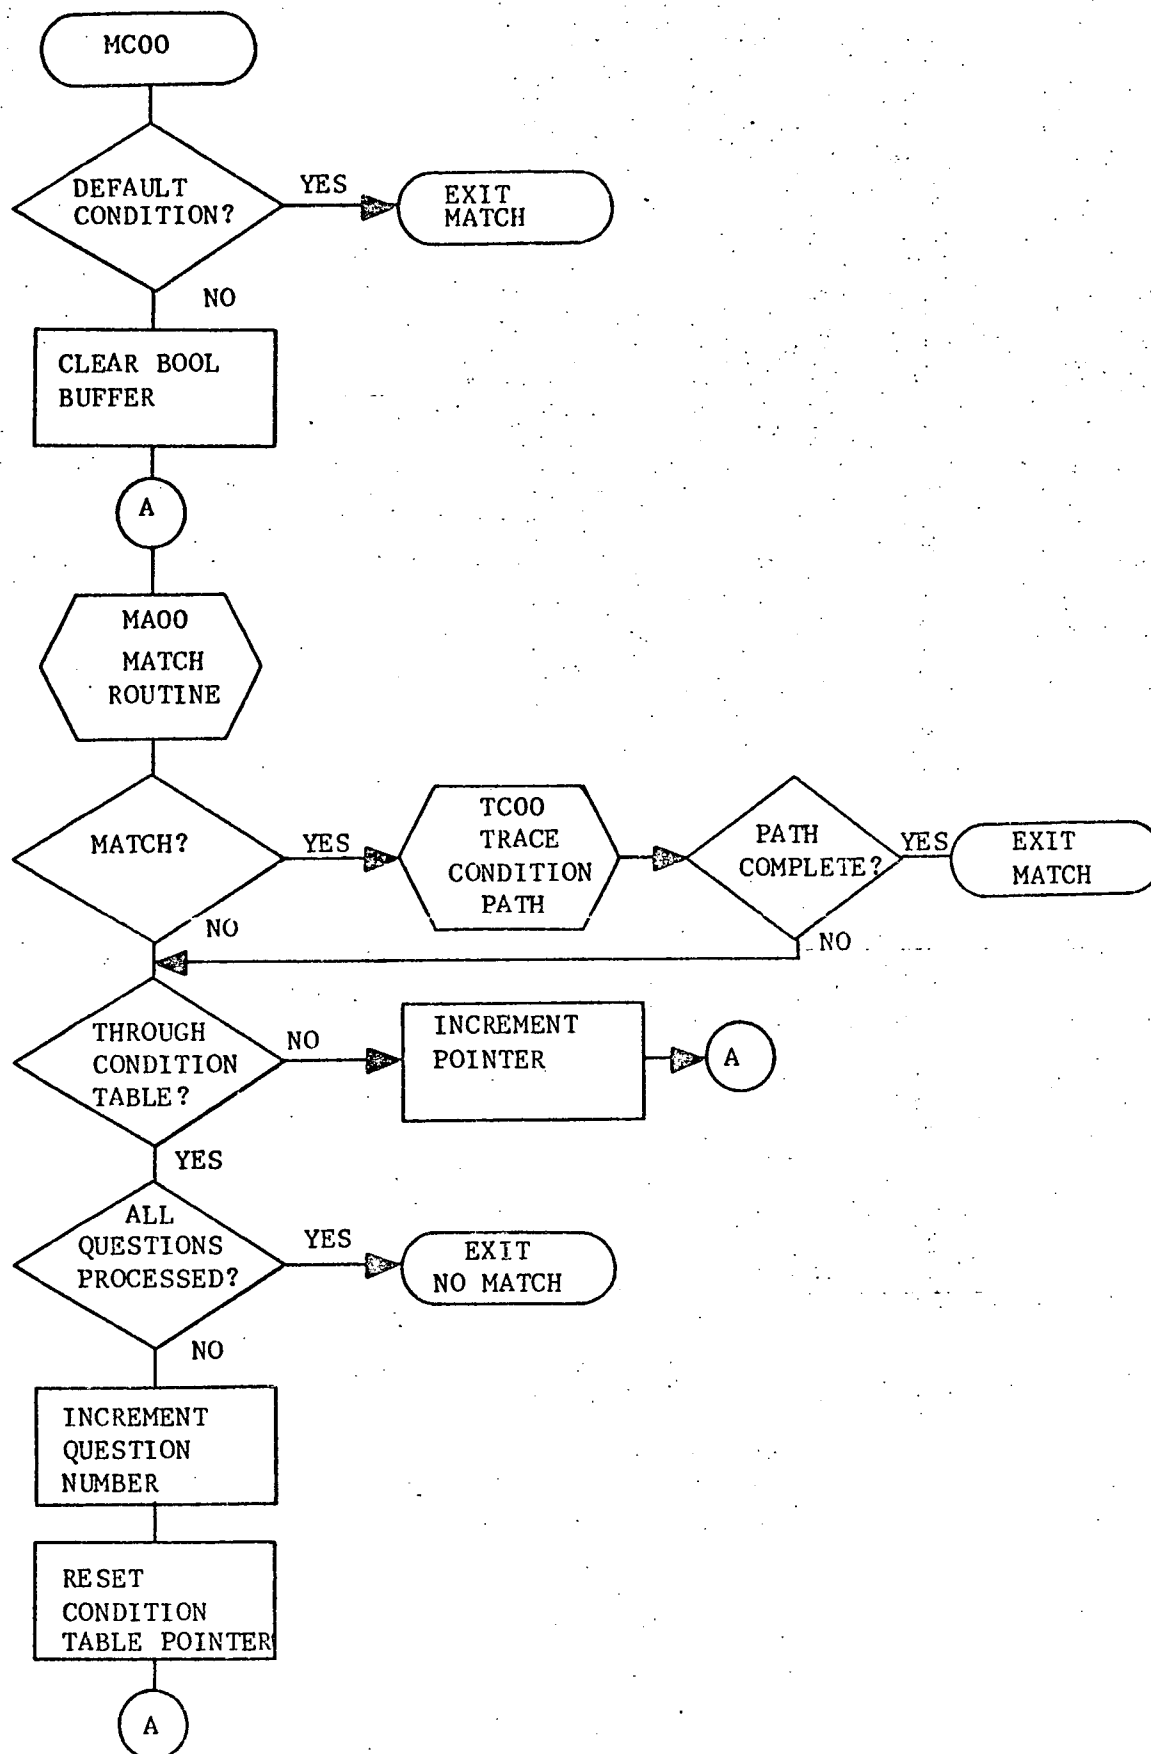 MC00
DEFAULT
CONDITION?
YES
EXIT
MATCH
NO
CLEAR BOOL
BUFFER
A
MA00
MATCH
ROUTINE
MATCH?
YES
TC00
TRACE
CONDITION
PATH
PATH
COMPLETE?
YES
EXIT
MATCH
NO
NO
THROUGH
CONDITION
TABLE?
NO
INCREMENT
POINTER
A
YES
ALL
QUESTIONS
PROCESSED?
YES
EXIT
NO MATCH
NO
INCREMENT
QUESTION
NUMBER
RESET
CONDITION
TABLE POINTER
A